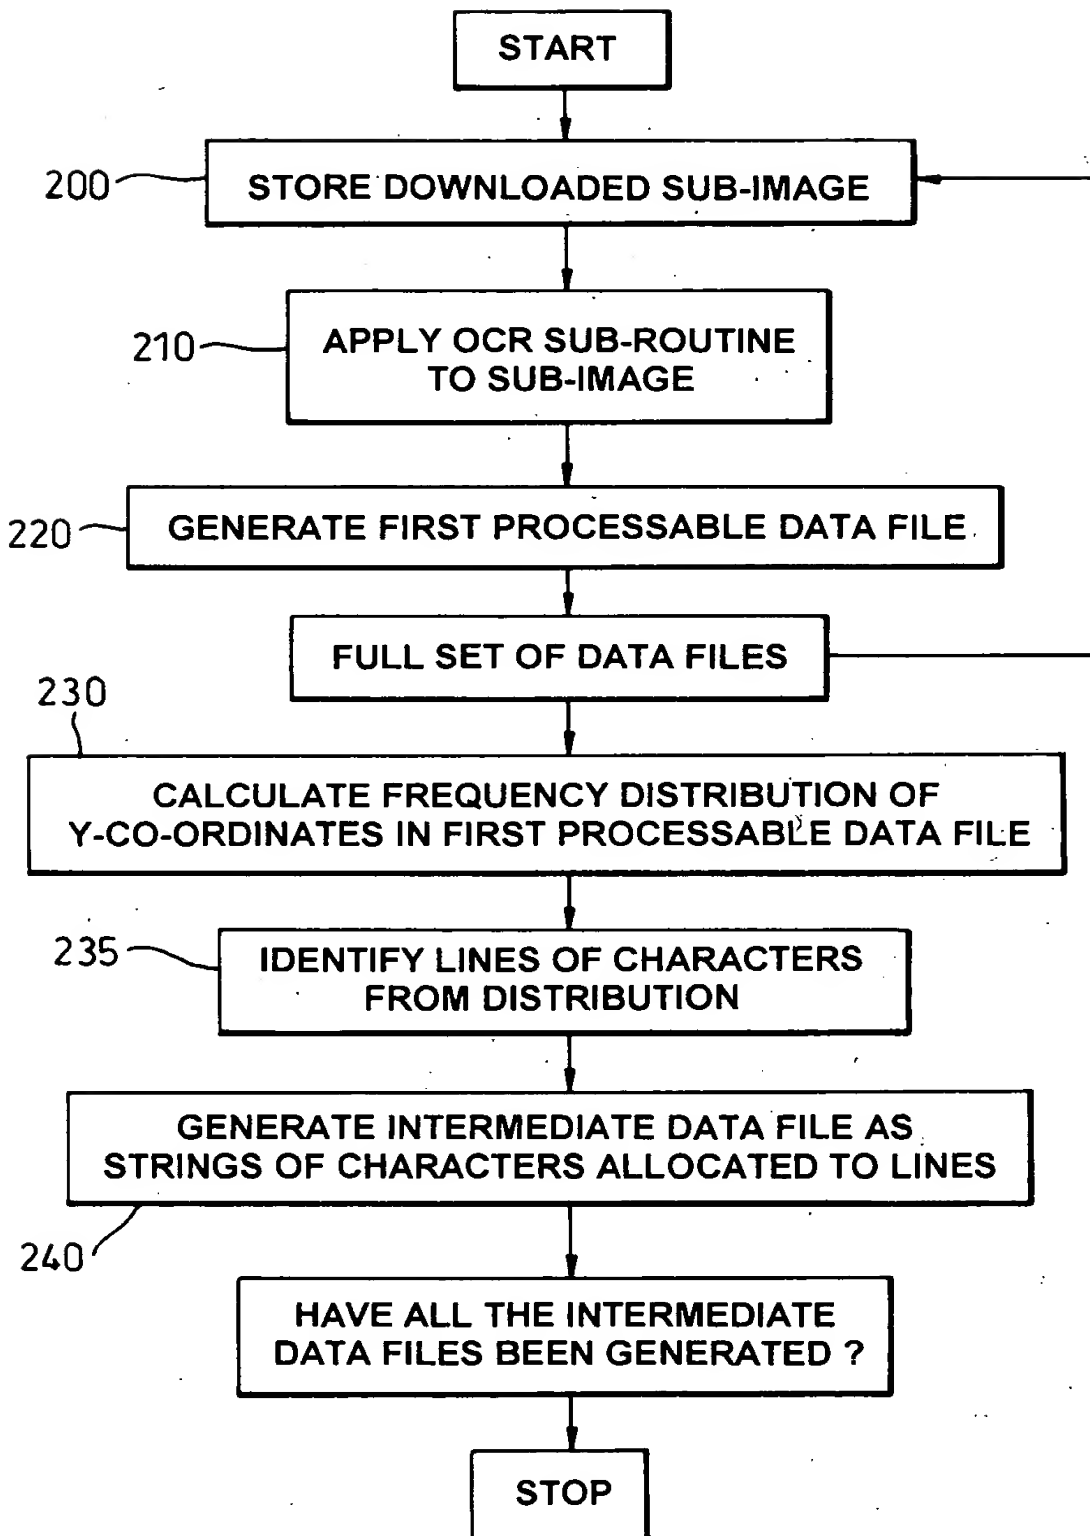 START
200
STORE DOWNLOADED SUB-IMAGE
210
APPLY OCR SUB-ROUTINE
TO SUB-IMAGE
220
GENERATE FIRST PROCESSABLE DATA FILE
FULL SET OF DATA FILES
230
CALCULATE FREQUENCY DISTRIBUTION OF
Y-CO-ORDINATES IN FIRST PROCESSABLE DATA FILE
235
IDENTIFY LINES OF CHARACTERS
FROM DISTRIBUTION
GENERATE INTERMEDIATE DATA FILE AS
STRINGS OF CHARACTERS ALLOCATED TO LINES
240
HAVE ALL THE INTERMEDIATE
DATA FILES BEEN GENERATED ?
STOP